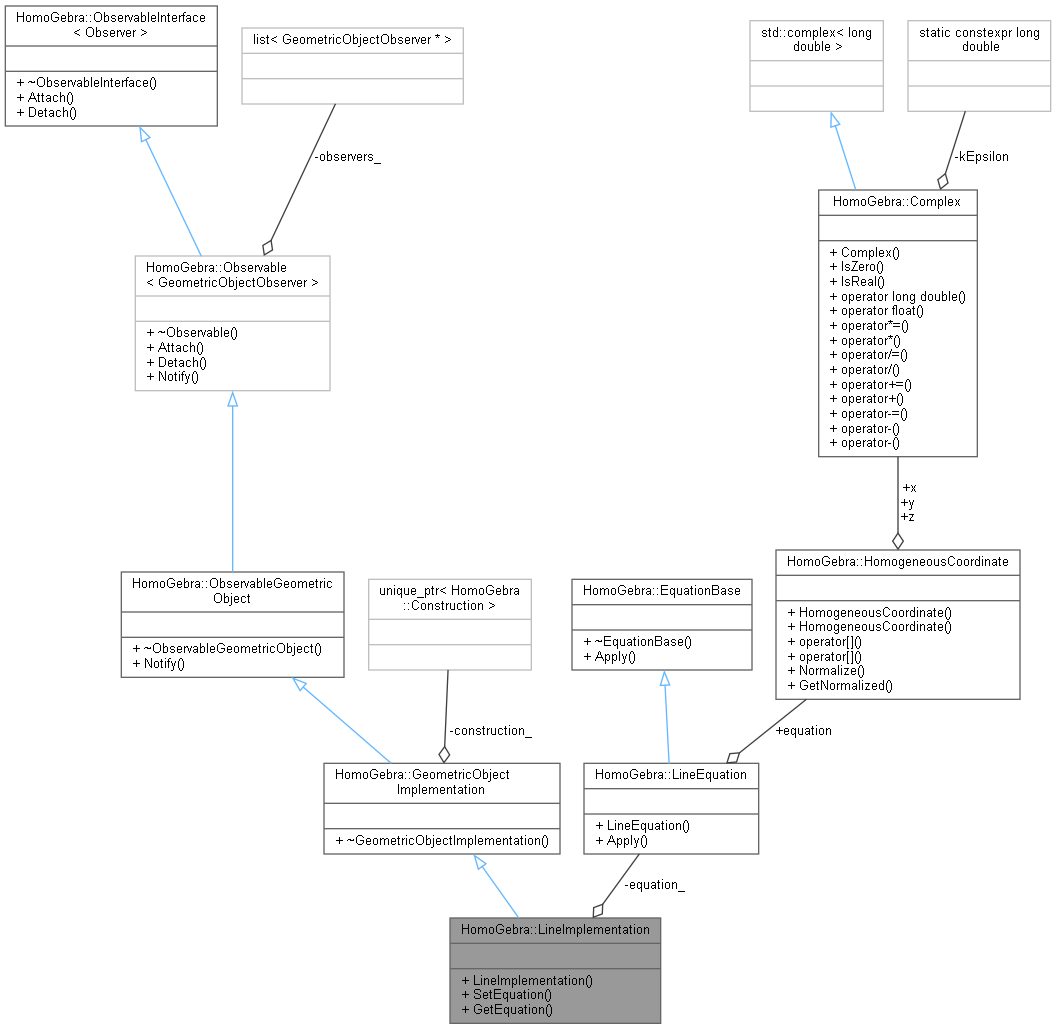 HomoGebra::ObservableInterface
< Observer >
+ ~ObservableInterface()
+ Attach()
+ Detach()
list< GeometricObjectObserver * >
std::complex< long
double >
static constexpr long
double
-observers_
-kEpsilon
HomoGebra::Complex
+ Complex()
+ IsZero()
+ IsReal()
+ operator long double()
+ operator float()
+ operator*=()
+ operator*()
+ operator/=()
+ operator/()
+ operator+=()
+ operator+()
+ operator-=()
+ operator-()
+ operator-()
HomoGebra::Observable
< GeometricObjectObserver >
+ ~Observable()
+ Attach()
+ Detach()
+ Notify()
+x
+y
+z
HomoGebra::ObservableGeometric
Object
+ ~ObservableGeometricObject()
+ Notify()
unique_ptr< HomoGebra
::Construction >
HomoGebra::EquationBase
+ ~EquationBase()
+ Apply()
HomoGebra::HomogeneousCoordinate
+ HomogeneousCoordinate()
+ HomogeneousCoordinate()
+ operator[]()
+ operator[]()
+ Normalize()
+ GetNormalized()
-construction_
+equation
HomoGebra::GeometricObject
Implementation
+ ~GeometricObjectImplementation()
HomoGebra::LineEquation
+ LineEquation()
+ Apply()
-equation_
HomoGebra::LineImplementation
+ LineImplementation()
+ SetEquation()
+ GetEquation()